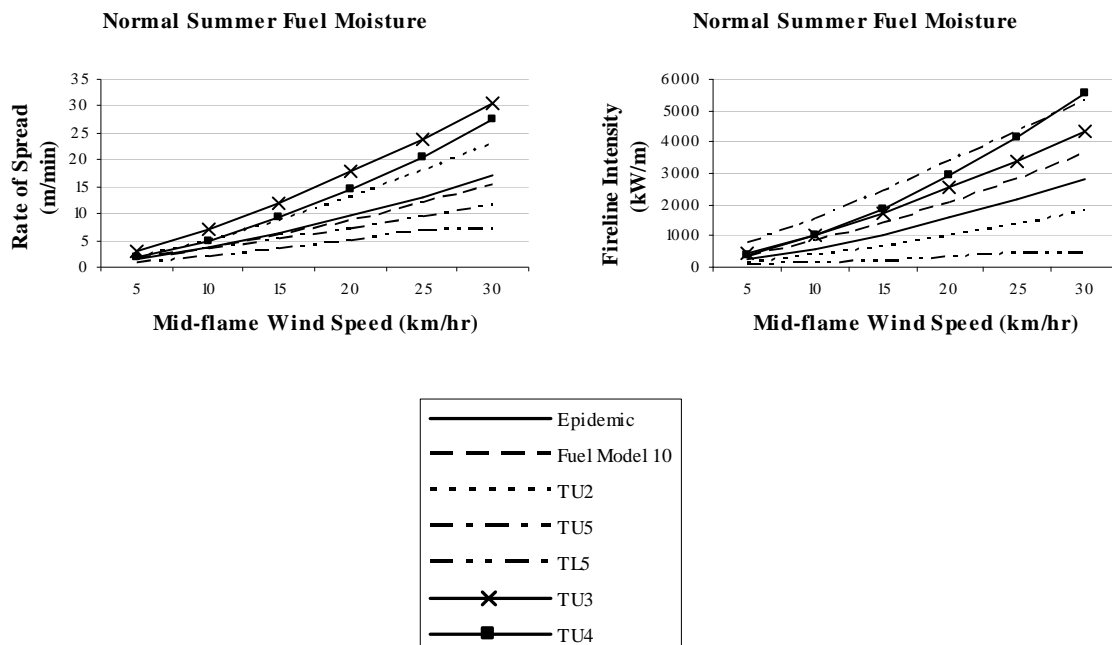 Normal Summer Fuel Moisture
Rate of Spread
(m/min)
35
30
25
20
15
10
5
0
5 10 15 20 25 30
Mid-flame Wind Speed (km/hr)
Normal Summer Fuel Moisture
Fireline Intensity
(kW/m)
6000
5000
4000
3000
2000
1000
0
5 10 15 20 25 30
Mid-flame Wind Speed (km/hr)
Epidemic
Fuel Model 10
TU2
TU5
TL5
TU3
TU4